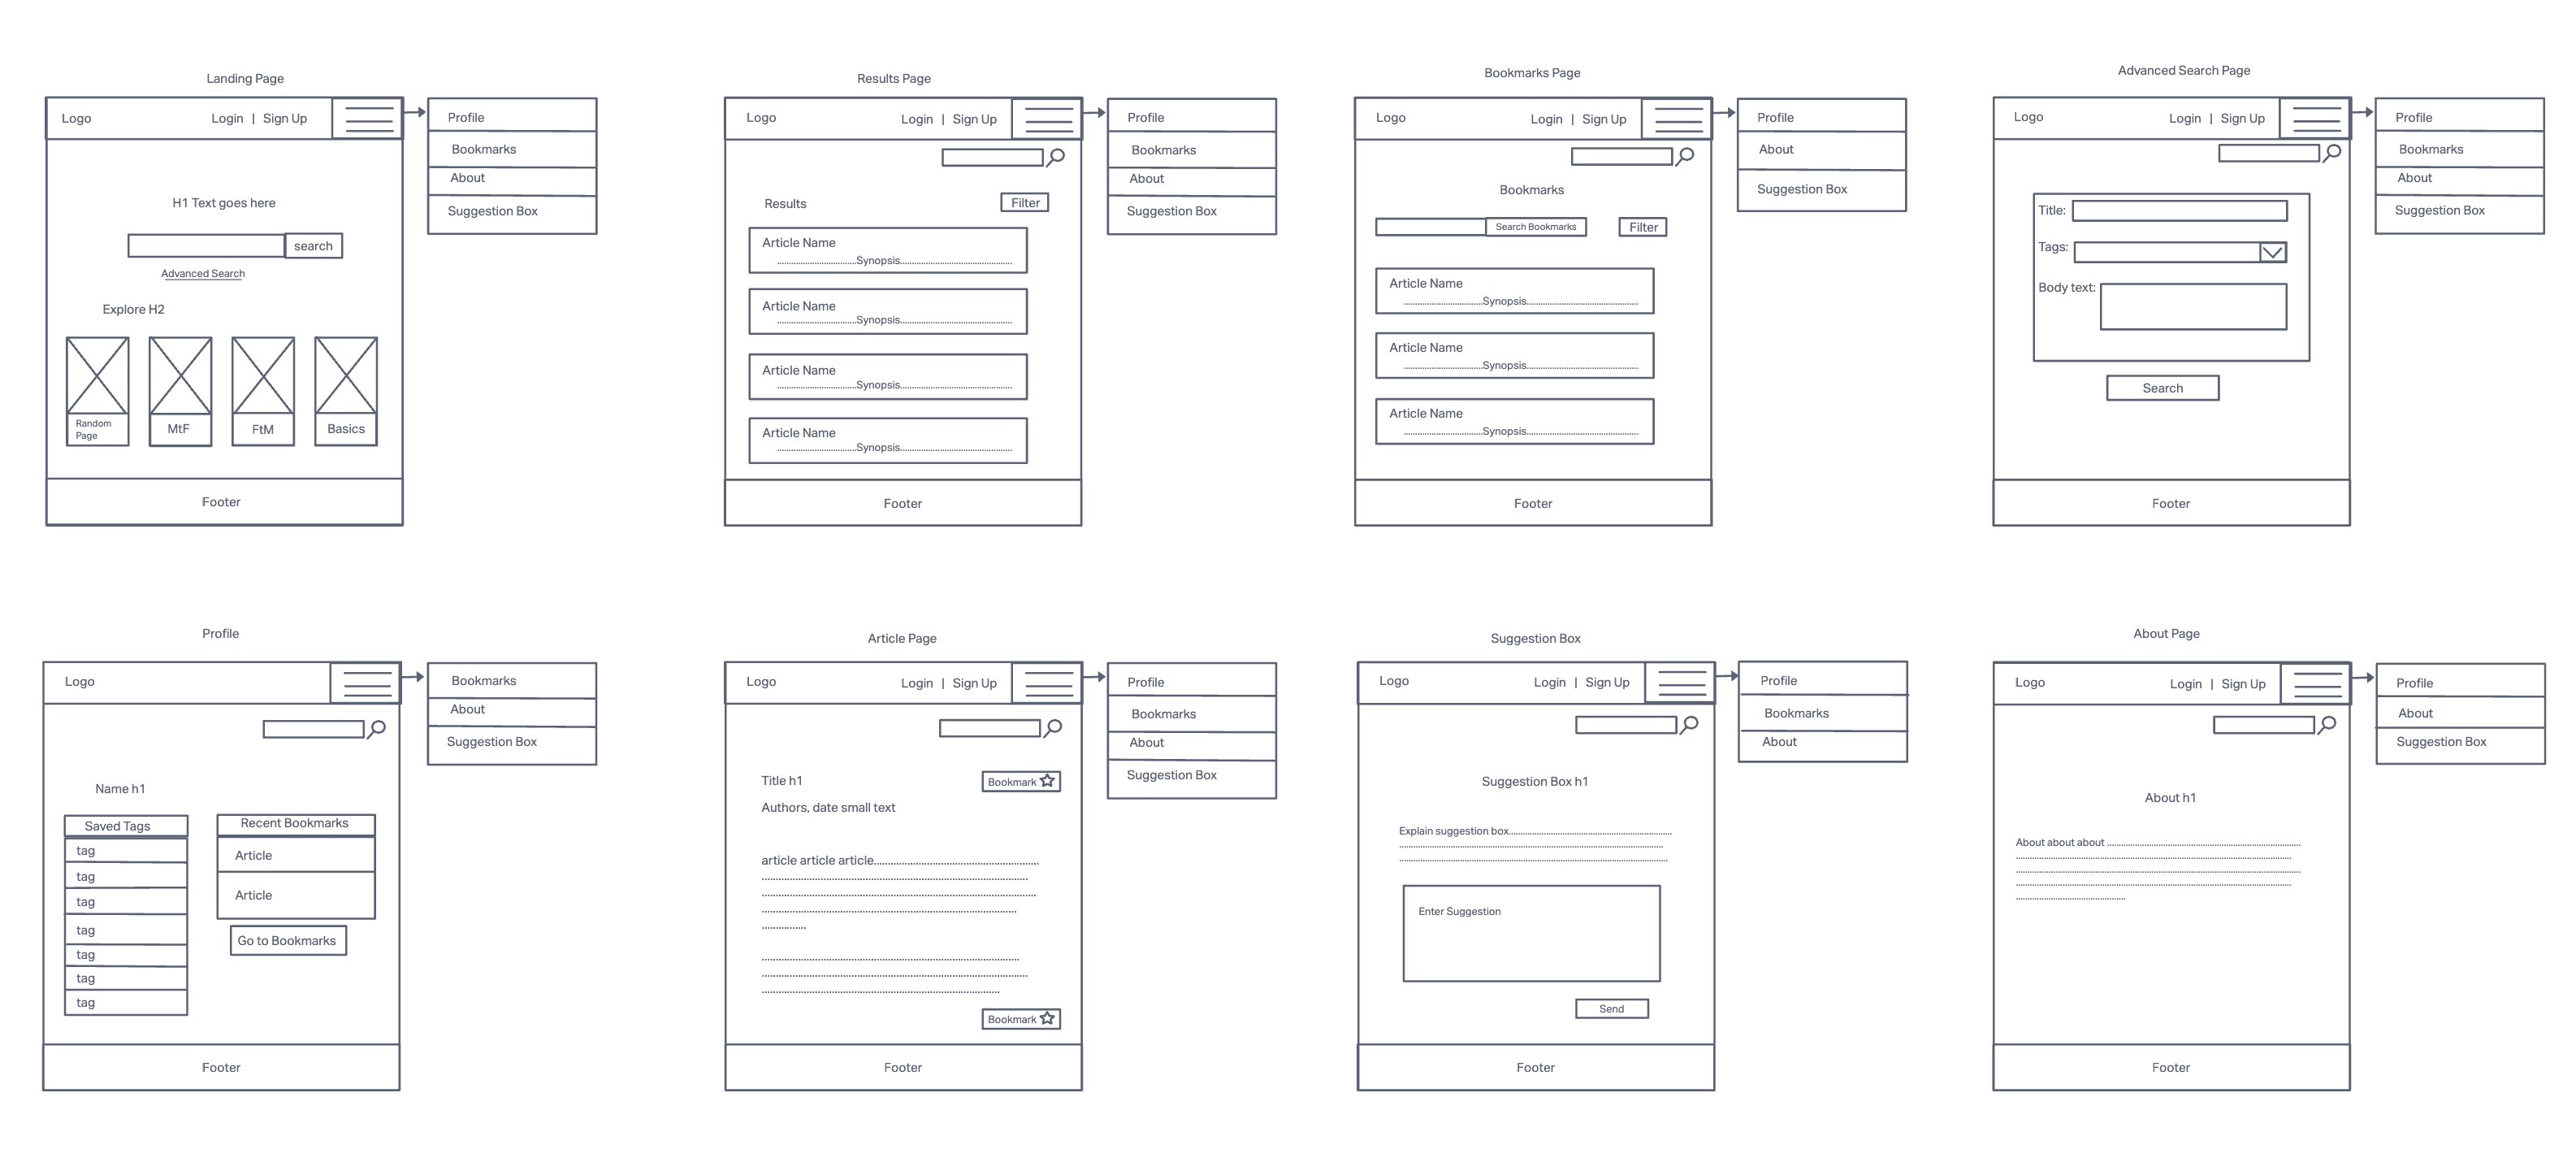 Landing Page
Logo
Login | Sign Up
Profile
Bookmarks
About
Suggestion Box
H1 Text goes here
search
Advanced Search
Explore H2
Random
Page
MtF
FtM
Basics
Footer
Results Page
Logo
Login | Sign Up
Profile
Bookmarks
About
Suggestion Box
Results
Filter
Article Name
Synopsis
Article Name
Synopsis
Article Name
Synopsis
Article Name
Synopsis
Footer
Bookmarks Page
Logo
Login | Sign Up
Profile
About
Suggestion Box
Bookmarks
Search Bookmarks
Filter
Article Name
Synopsis
Article Name
Synopsis
Article Name
Synopsis
Footer
Advanced Search Page
Logo
Login | Sign Up
Profile
Bookmarks
About
Suggestion Box
Title:
Tags:
Body text:
Search
Footer
Profile
Logo
Bookmarks
About
Suggestion Box
Name h1
Saved Tags
tag
tag
tag
tag
tag
tag
tag
Recent Bookmarks
Article
Article
Go to Bookmarks
Footer
Article Page
Logo
Login | Sign Up
Profile
Bookmarks
About
Suggestion Box
Title h1
Bookmark
Authors, date small text
article article article
Bookmark
Footer
Suggestion Box
Logo
Login | Sign Up
Profile
Bookmarks
About
Suggestion Box h1
Explain suggestion box
Enter Suggestion
Send
Footer
About Page
Logo
Login | Sign Up
Profile
About
Suggestion Box
About h1
About about about
Footer